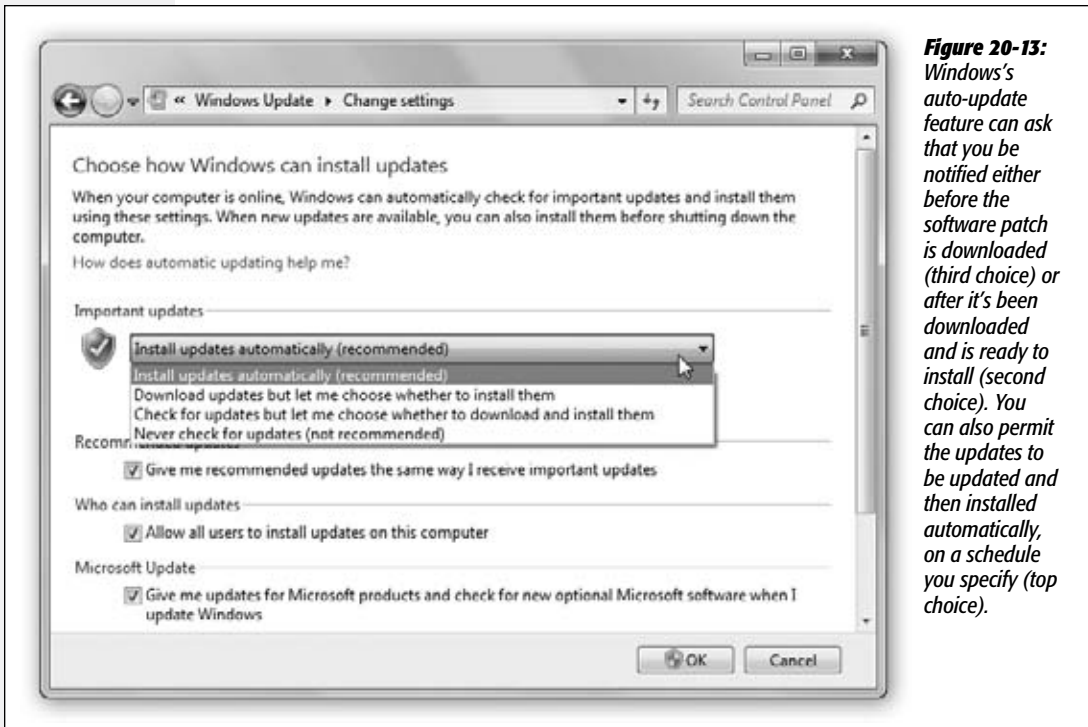 « Windows Update ▸ Change settings
Search Control Panel
Choose how Windows can install updates
When your computer is online, Windows can automatically check for important updates and install them
using these settings. When new updates are available, you can also install them before shutting down the
computer.
How does automatic updating help me?
Important updates
Install updates automatically (recommended)
Install updates automatically (recommended)
Download updates but let me choose whether to install them
Check for updates but let me choose whether to download and install them
Never check for updates (not recommended)
Recommended updates
Give me recommended updates the same way I receive important updates
Who can install updates
Allow all users to install updates on this computer
Microsoft Update
Give me updates for Microsoft products and check for new optional Microsoft software when I
update Windows
OK
Cancel
Figure 20-13:
Windows's
auto-update
feature can ask
that you be
notified either
before the
software patch
is downloaded
(third choice) or
after it's been
downloaded
and is ready to
install (second
choice). You
can also permit
the updates to
be updated and
then installed
automatically,
on a schedule
you specify (top
choice).